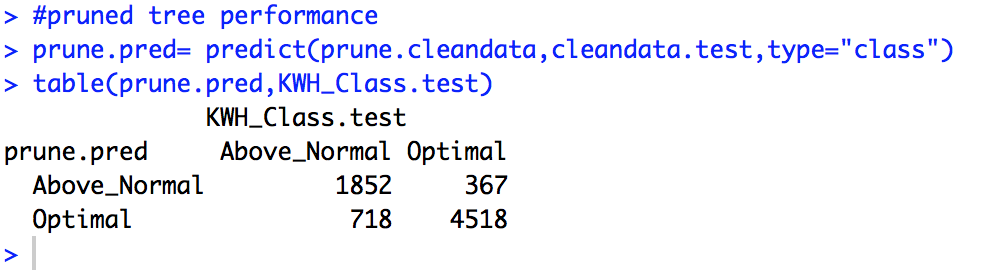 > #pruned tree performance
> prune.pred= predict(prune.cleandata,cleandata.test,type="class")
> table(prune.pred,KWH_Class.test)
              KWH_Class.test
prune.pred     Above_Normal Optimal
  Above_Normal         1852     367
  Optimal               718    4518
>